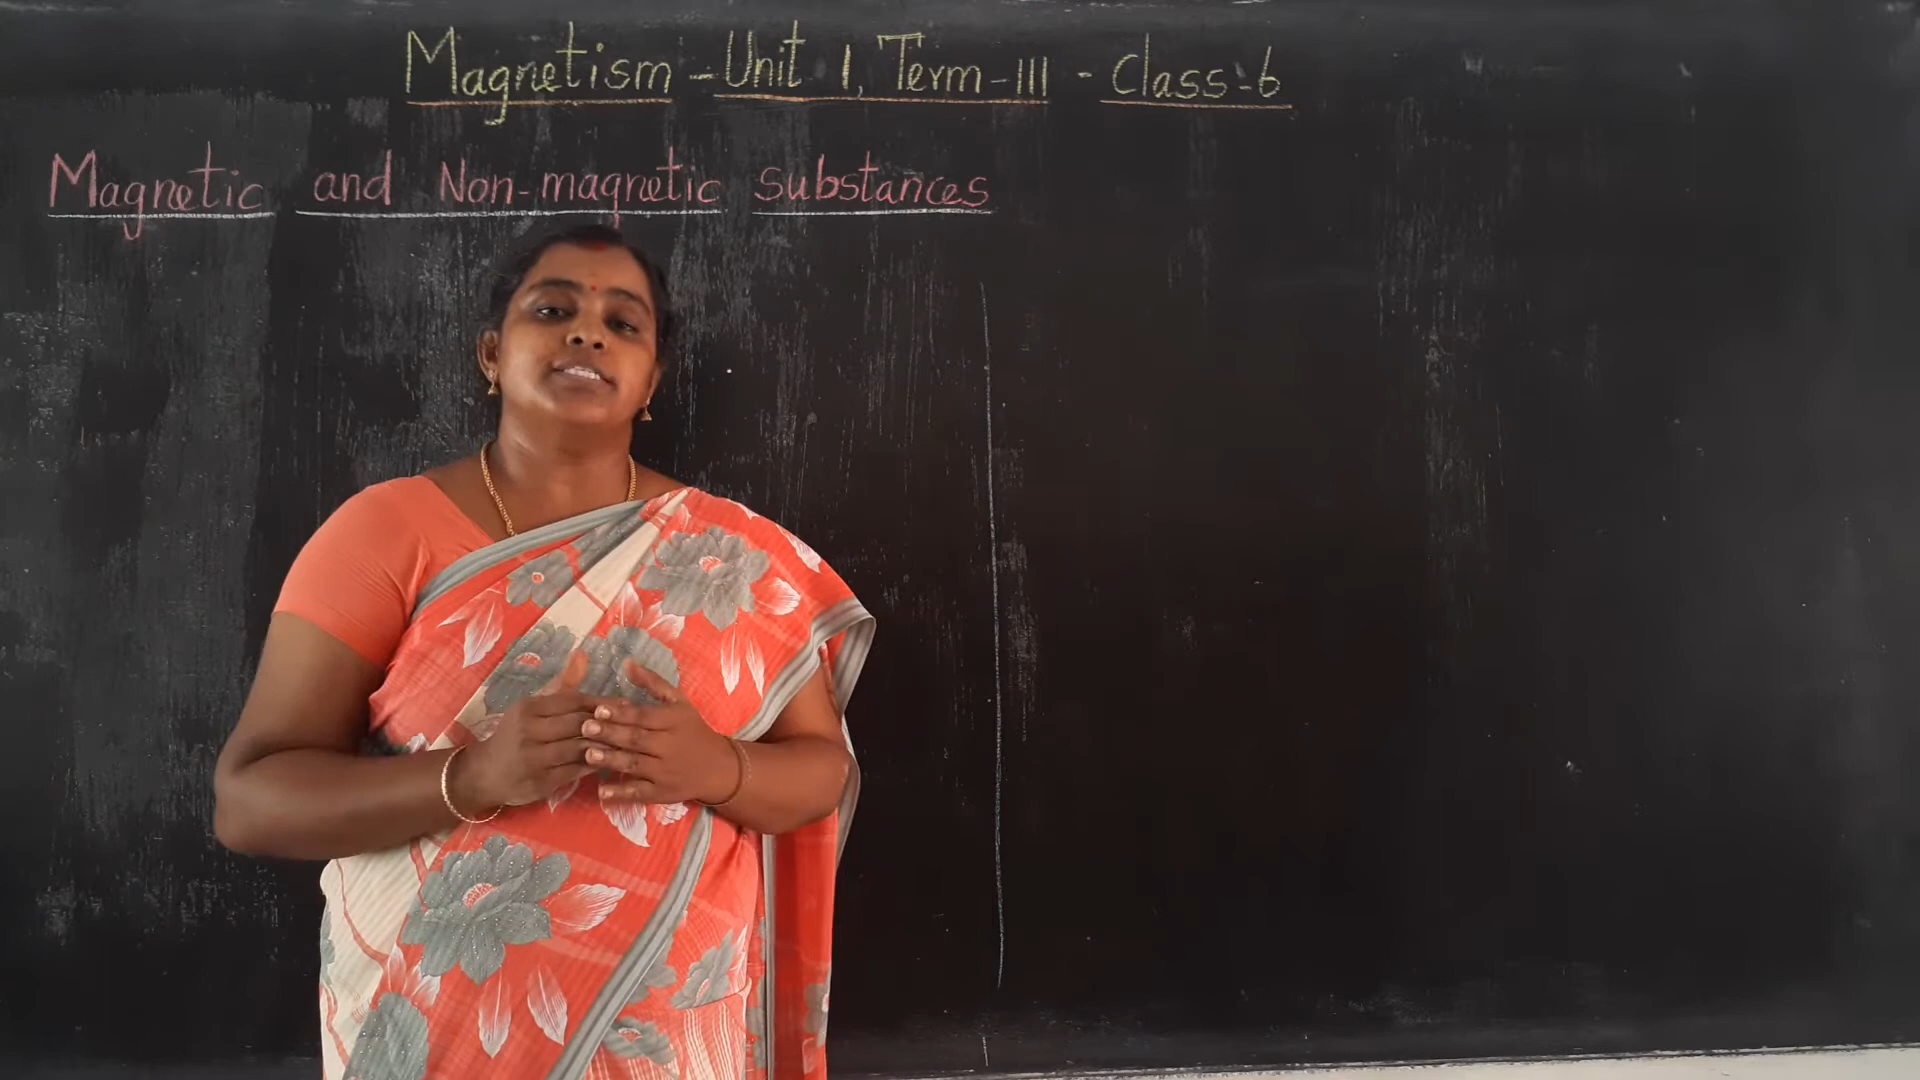 Magnetism - Unit 1, Term-III - Class-6
Magnetic and Non-magnetic substances